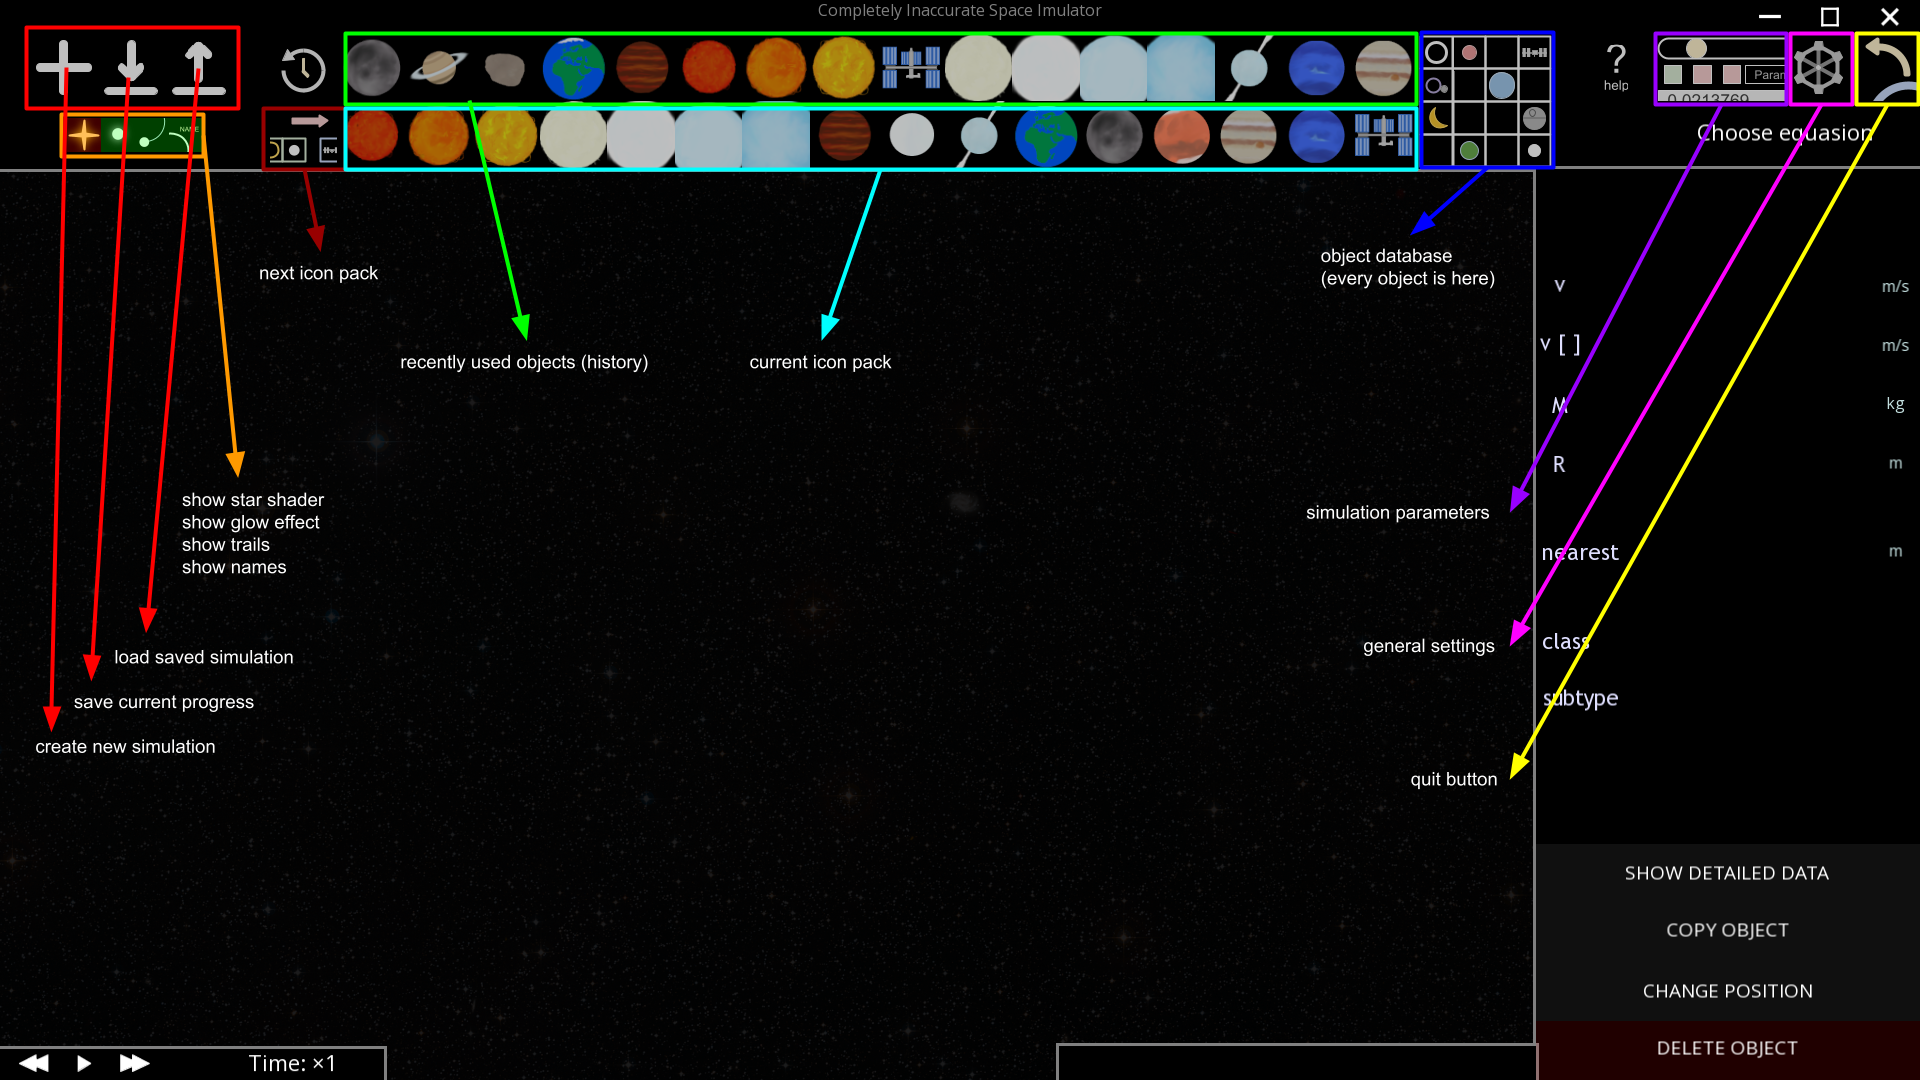 Completely Inaccurate Space Imulator
help
Param
0.0213769
NAME
Choose equasion
next icon pack
object database
(every object is here)
v
m/s
v [ ]
m/s
recently used objects (history)
current icon pack
M
kg
R
m
show star shader
show glow effect
show trails
show names
simulation parameters
nearest
m
general settings
class
load saved simulation
save current progress
subtype
create new simulation
quit button
SHOW DETAILED DATA
COPY OBJECT
CHANGE POSITION
DELETE OBJECT
Time: ×1